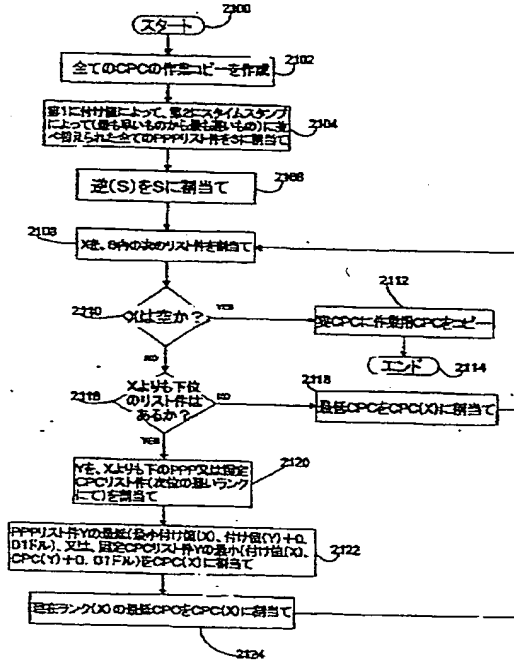 2100
スタート
2102
全てのCPCの作業コピーを作成
第1に付け値によって、第2にスタイムスタンプ
によって(最も早いものから最も遅いもの)に並
べ替えられた全てのPPPリスト件をSに割当て
2104
逆(S)をSに割当て
2106
2108
Xを、S内の次のリスト件を割当て
2110
Xは空か?
YES
2112
CPCに作業用CPCをコピー
エンド
2114
NO
2116
Xよりも下位
のリスト件は
あるか?
NO
2118
最低CPCをCPC(X)に割当て
YES
2120
Yを、Xよりも下のPPP又は固定
CPCリスト件(次位の悪いランク
にて)を割当て
PPPリスト件Yの最低(最小付け値(X)、付け値(Y)+0.
01ドル)、又は、固定CPCリスト件Yの最小(付け値(X)、
CPC(Y)+0.01ドル)をCPC(X)に割当て
2122
現在ランク(X)の最低CPCをCPC(X)に割当て
2124